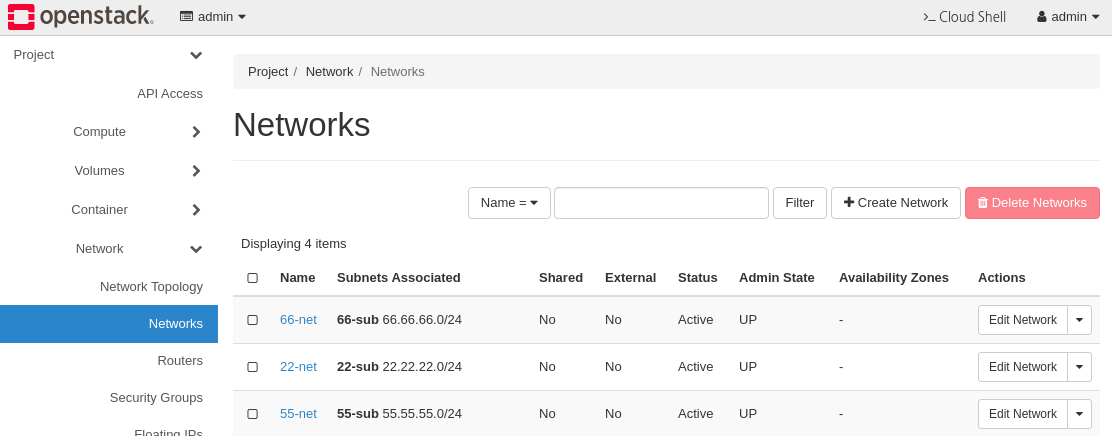 openstack. admin Cloud Shell admin
Project
API Access
Compute
Volumes
Container
Network
Network Topology
Networks
Routers
Security Groups
Floating IPs
Project / Network / Networks
Networks
Name = Filter Create Network Delete Networks
Displaying 4 items
Name Subnets Associated Shared External Status Admin State Availability Zones Actions
66-net 66-sub 66.66.66.0/24 No No Active UP - Edit Network
22-net 22-sub 22.22.22.0/24 No No Active UP - Edit Network
55-net 55-sub 55.55.55.0/24 No No Active UP - Edit Network